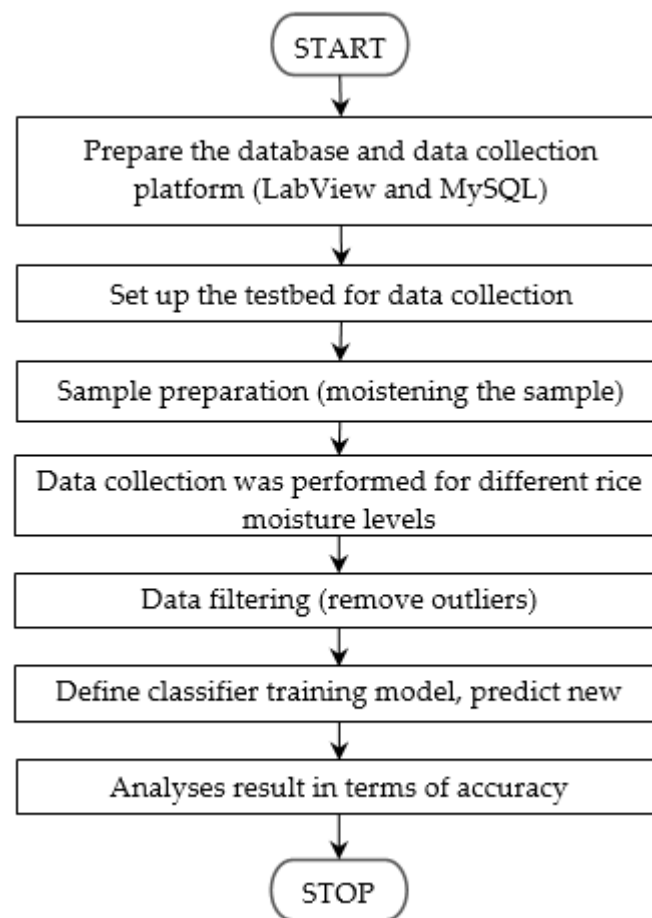 START
Prepare the database and data collection
platform (LabView and MySQL)
Set up the testbed for data collection
Sample preparation (moistening the sample)
Data collection was performed for different rice
moisture levels
Data filtering (remove outliers)
Define classifier training model, predict new
Analyses result in terms of accuracy
STOP